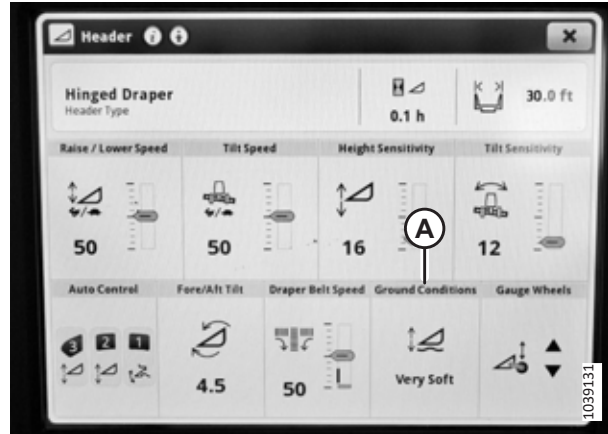 Header
Hinged Draper
Header Type
0.1 h
30.0 ft
Raise / Lower Speed
Tilt Speed
Height Sensitivity
Tilt Sensitivity
50
50
16
12
A
Auto Control
Fore/Aft Tilt
Draper Belt Speed
Ground Conditions
Gauge Wheels
3 2 1
4.5
50
Very Soft
1039131